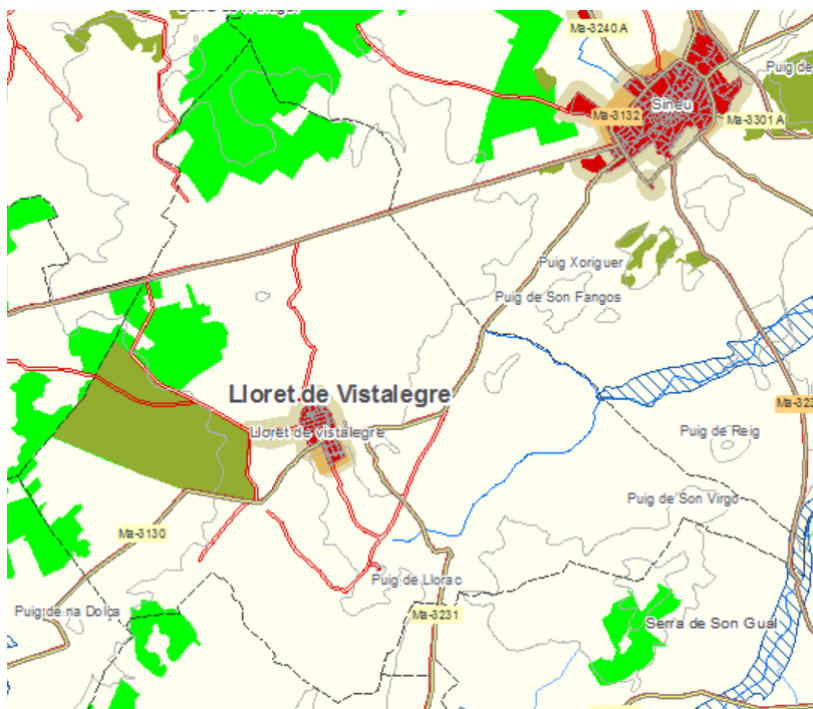 Ma-3240 A
Puig de
Sineu
Ma-3132
Ma-3301 A
Puig Xoriguer
Puig de Son Fangos
Lloret de Vistalegre
Lloret de vistalegre
Ma-323
Puig de Reig
Puig de Son Virgo
Ma-3130
Puig de Llorac
Puig de na Dolça
Ma-3231
Serra de Son Gual